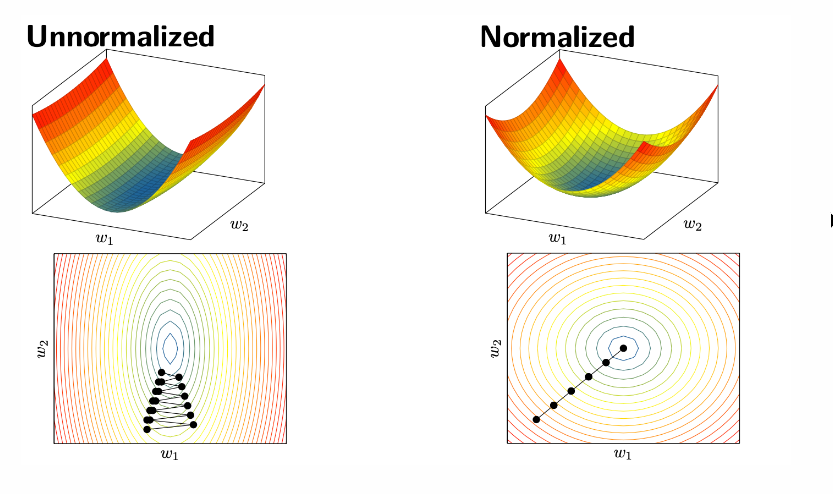 Unnormalized
Normalized
w₁
w₂
w₁
w₂
w₂
w₁
w₂
w₁